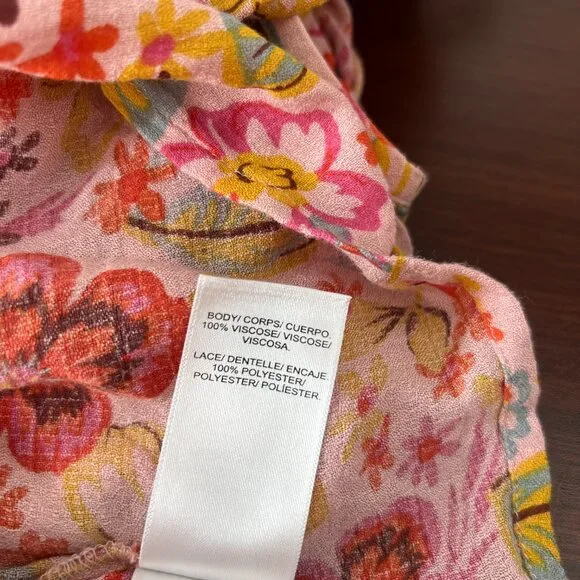 BODY/ CORPS/ CUERPO.
100% VISCOSE/ VISCOSE/
VISCOSA.
LACE/ DENTELLE/ ENCAJE.
100% POLYESTER/
POLYESTER/ POLIÉSTER.